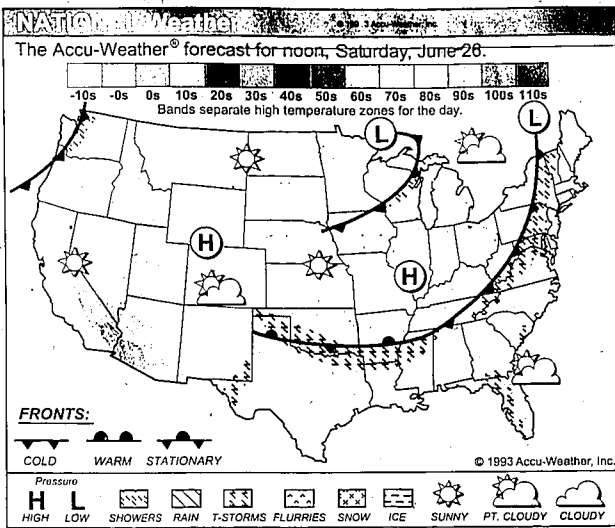 NATIONAL Weather
The Accu-Weather® forecast for noon, Saturday, June 26.
-10s -0s 0s 10s 20s 30s 40s 50s 60s 70s 80s 90s 100s 110s
Bands separate high temperature zones for the day.
L
L
H
H
FRONTS:
COLD WARM STATIONARY
© 1993 Accu-Weather, Inc.
Pressure
H L
HIGH LOW SHOWERS RAIN T-STORMS FLURRIES SNOW ICE SUNNY PT. CLOUDY CLOUDY